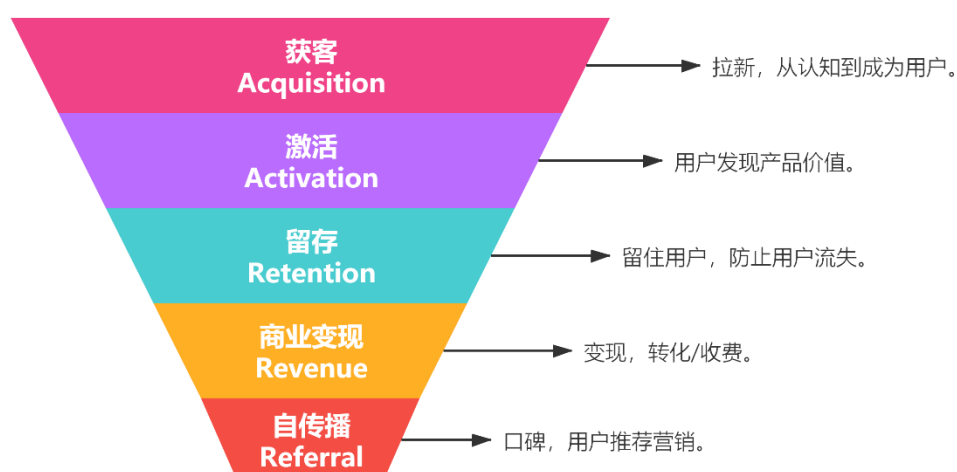 获客
Acquisition
拉新，从认知到成为用户。
激活
Activation
用户发现产品价值。
留存
Retention
留住用户，防止用户流失。
商业变现
Revenue
变现，转化/收费。
自传播
Referral
口碑，用户推荐营销。